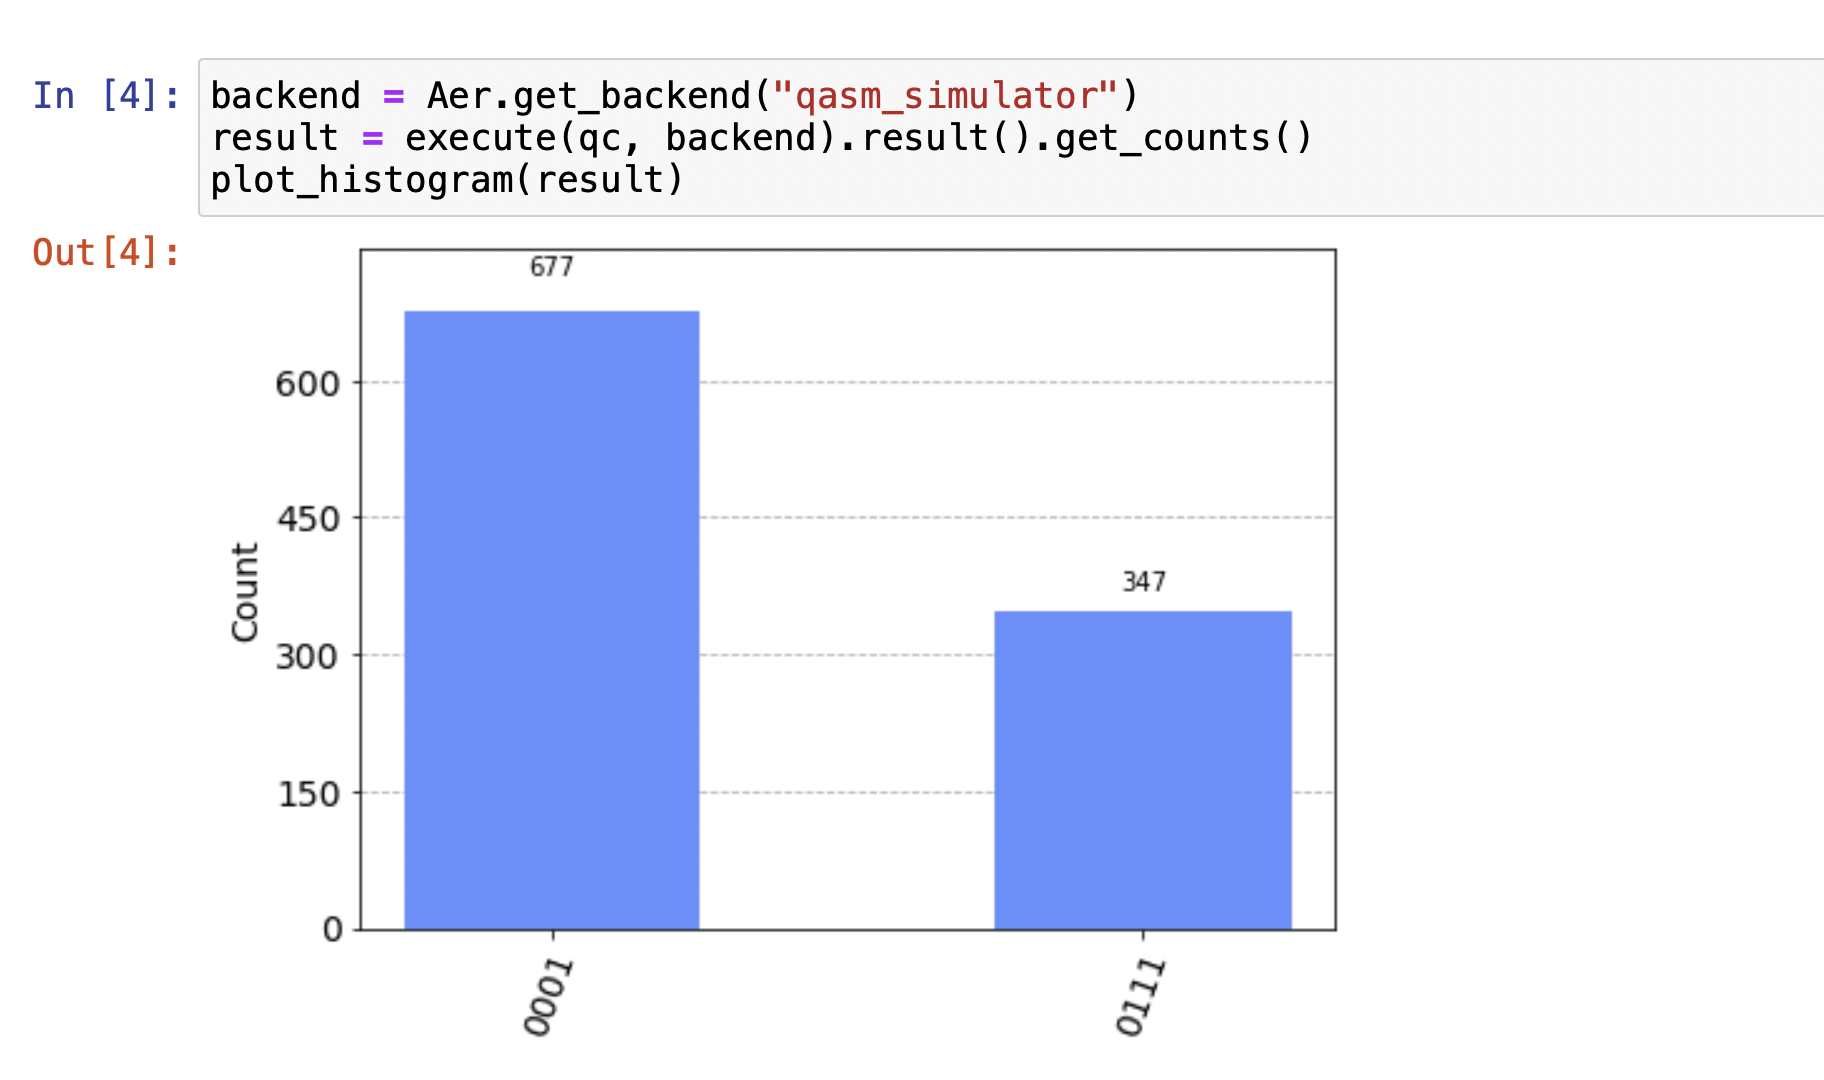 In [4]: backend = Aer.get_backend("qasm_simulator")
result = execute(qc, backend).result().get_counts()
plot_histogram(result)
Out[4]:
677
600
450
347
300
150
0
Count
0001
0111